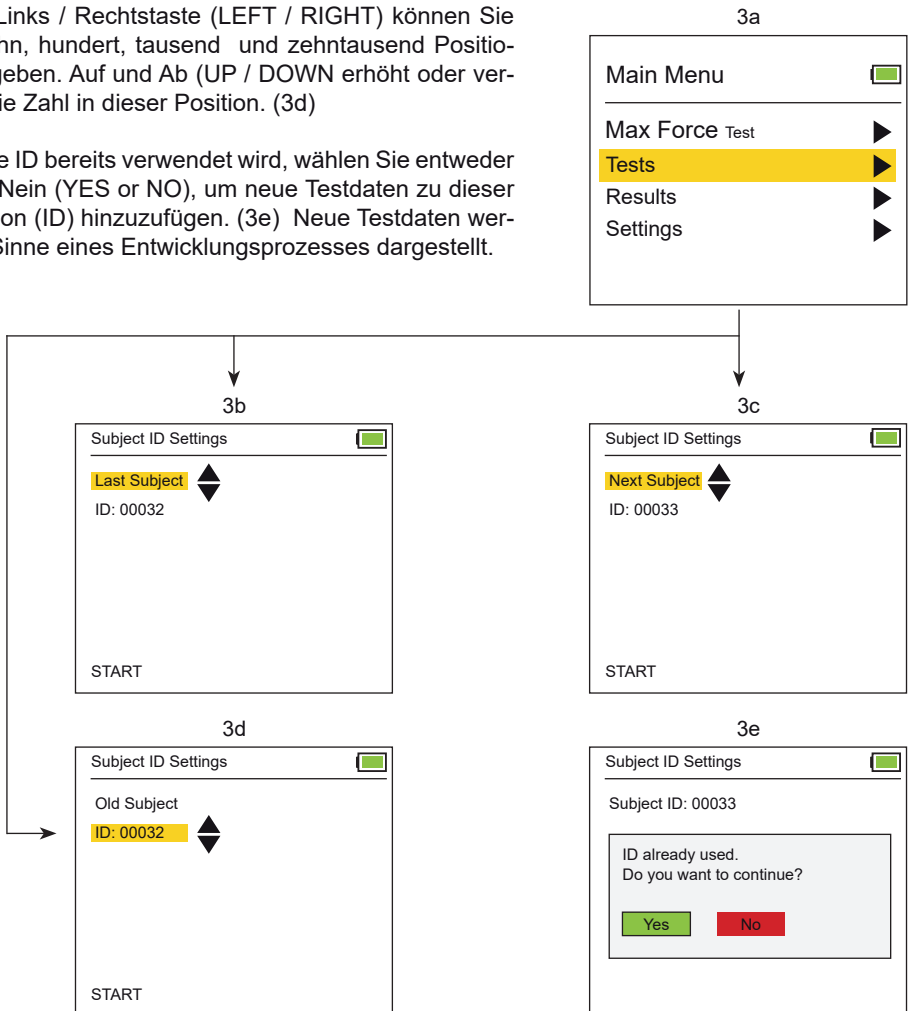 Links / Rechtstaste (LEFT / RIGHT) können Sie
hundert, tausend und zehntausend Positio-
geben. Auf und Ab (UP / DOWN erhöht oder ver-
ie Zahl in dieser Position. (3d)
e ID bereits verwendet wird, wählen Sie entweder
Nein (YES or NO), um neue Testdaten zu dieser
on (ID) hinzuzufügen. (3e) Neue Testdaten wer-
Sinne eines Entwicklungsprozesses dargestellt.
3a
Main Menu
Max Force Test
Tests
Results
Settings
3b
Subject ID Settings
Last Subject
ID: 00032
START
3c
Subject ID Settings
Next Subject
ID: 00033
START
3d
Subject ID Settings
Old Subject
ID: 00032
START
3e
Subject ID Settings
Subject ID: 00033
ID already used.
Do you want to continue?
Yes No